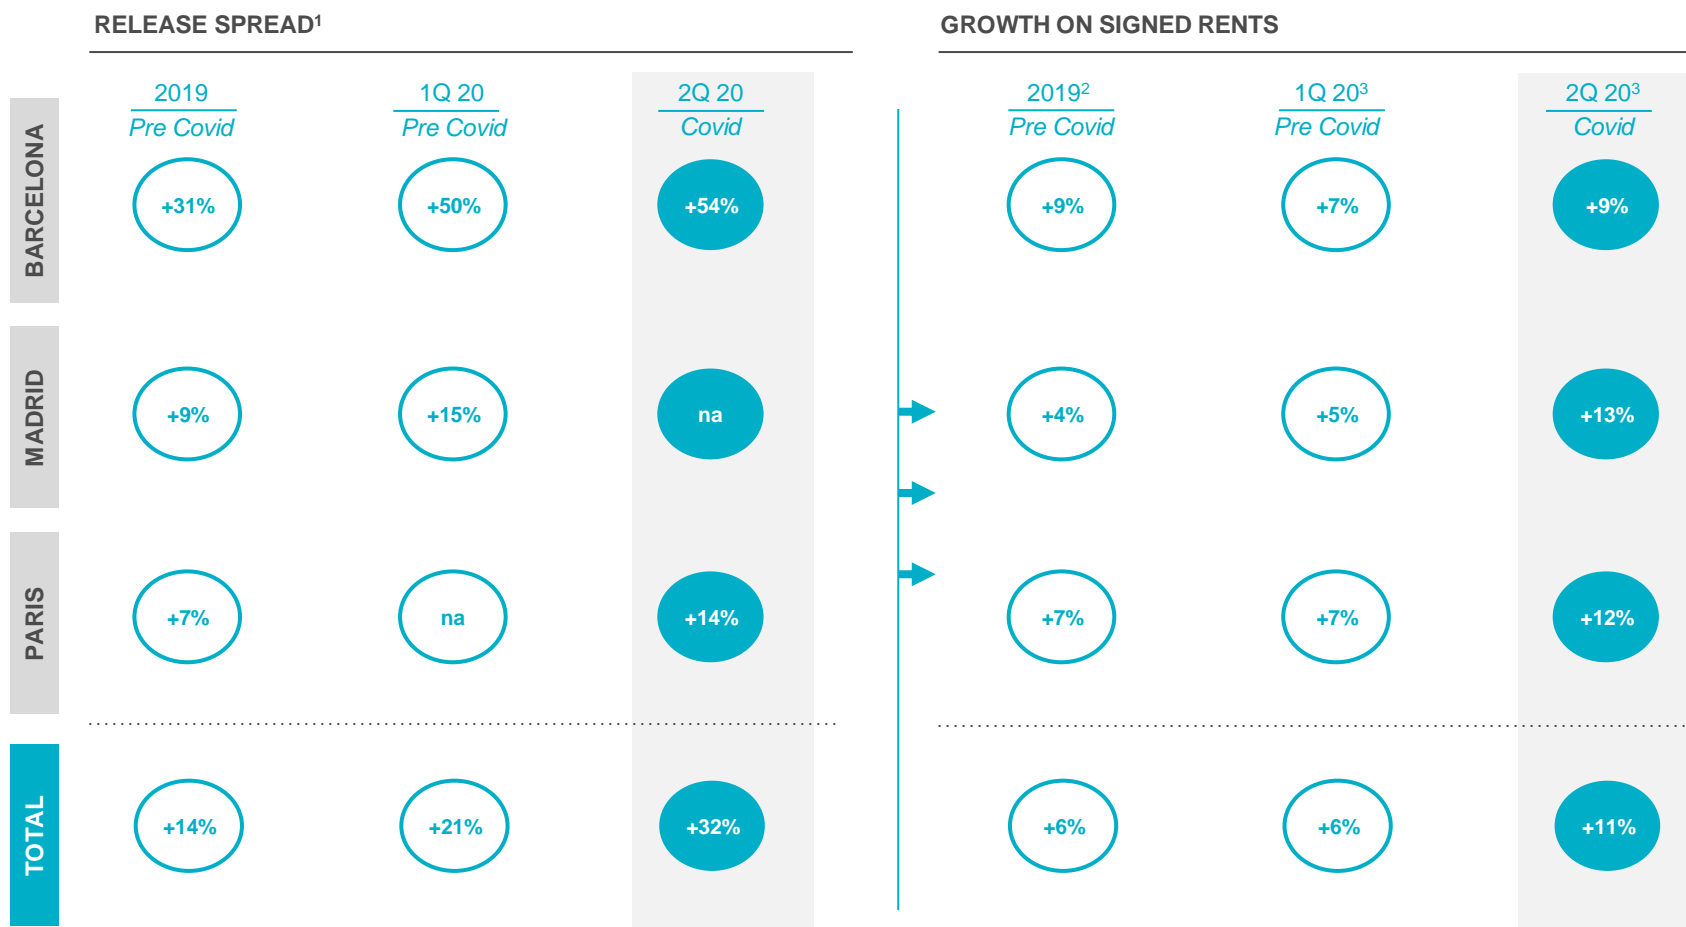 RELEASE SPREAD¹
GROWTH ON SIGNED RENTS
2019 1Q 20 2Q 20 2019² 1Q 20³ 2Q 20³
Pre Covid Pre Covid Covid Pre Covid Pre Covid Covid
BARCELONA
+31% +50% +54% +9% +7% +9%
MADRID
+9% +15% na +4% +5% +13%
PARIS
+7% na +14% +7% +7% +12%
TOTAL
+14% +21% +32% +6% +6% +11%